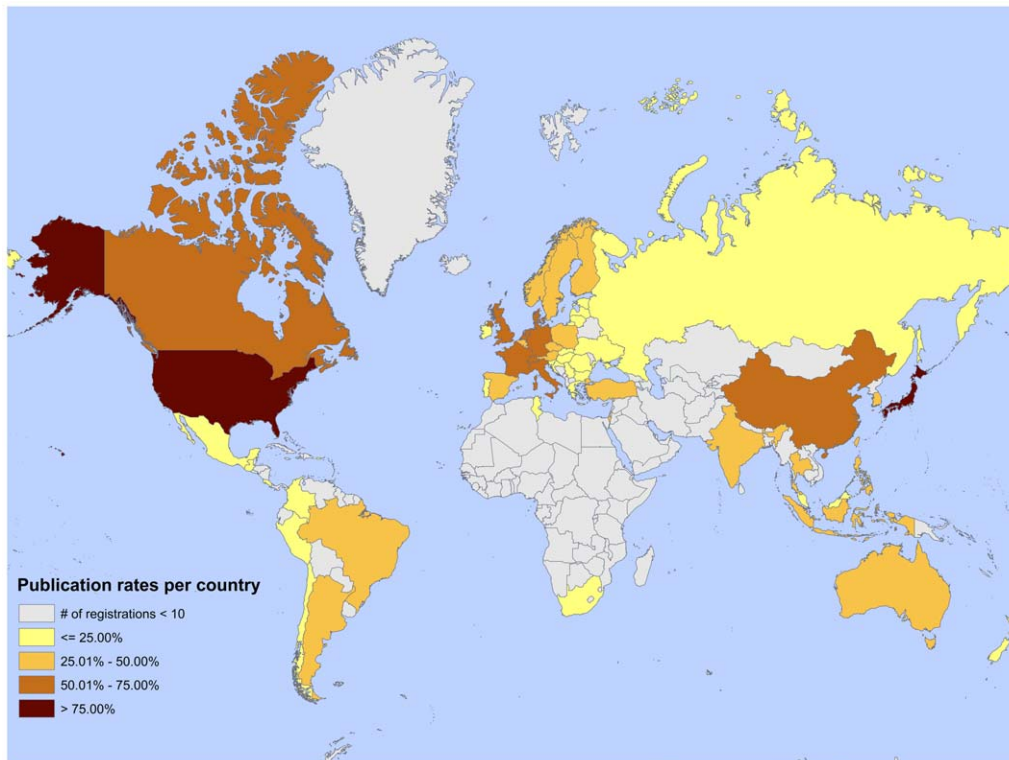 Publication rates per country
# of registrations < 10
<= 25.00%
25.01% - 50.00%
50.01% - 75.00%
> 75.00%